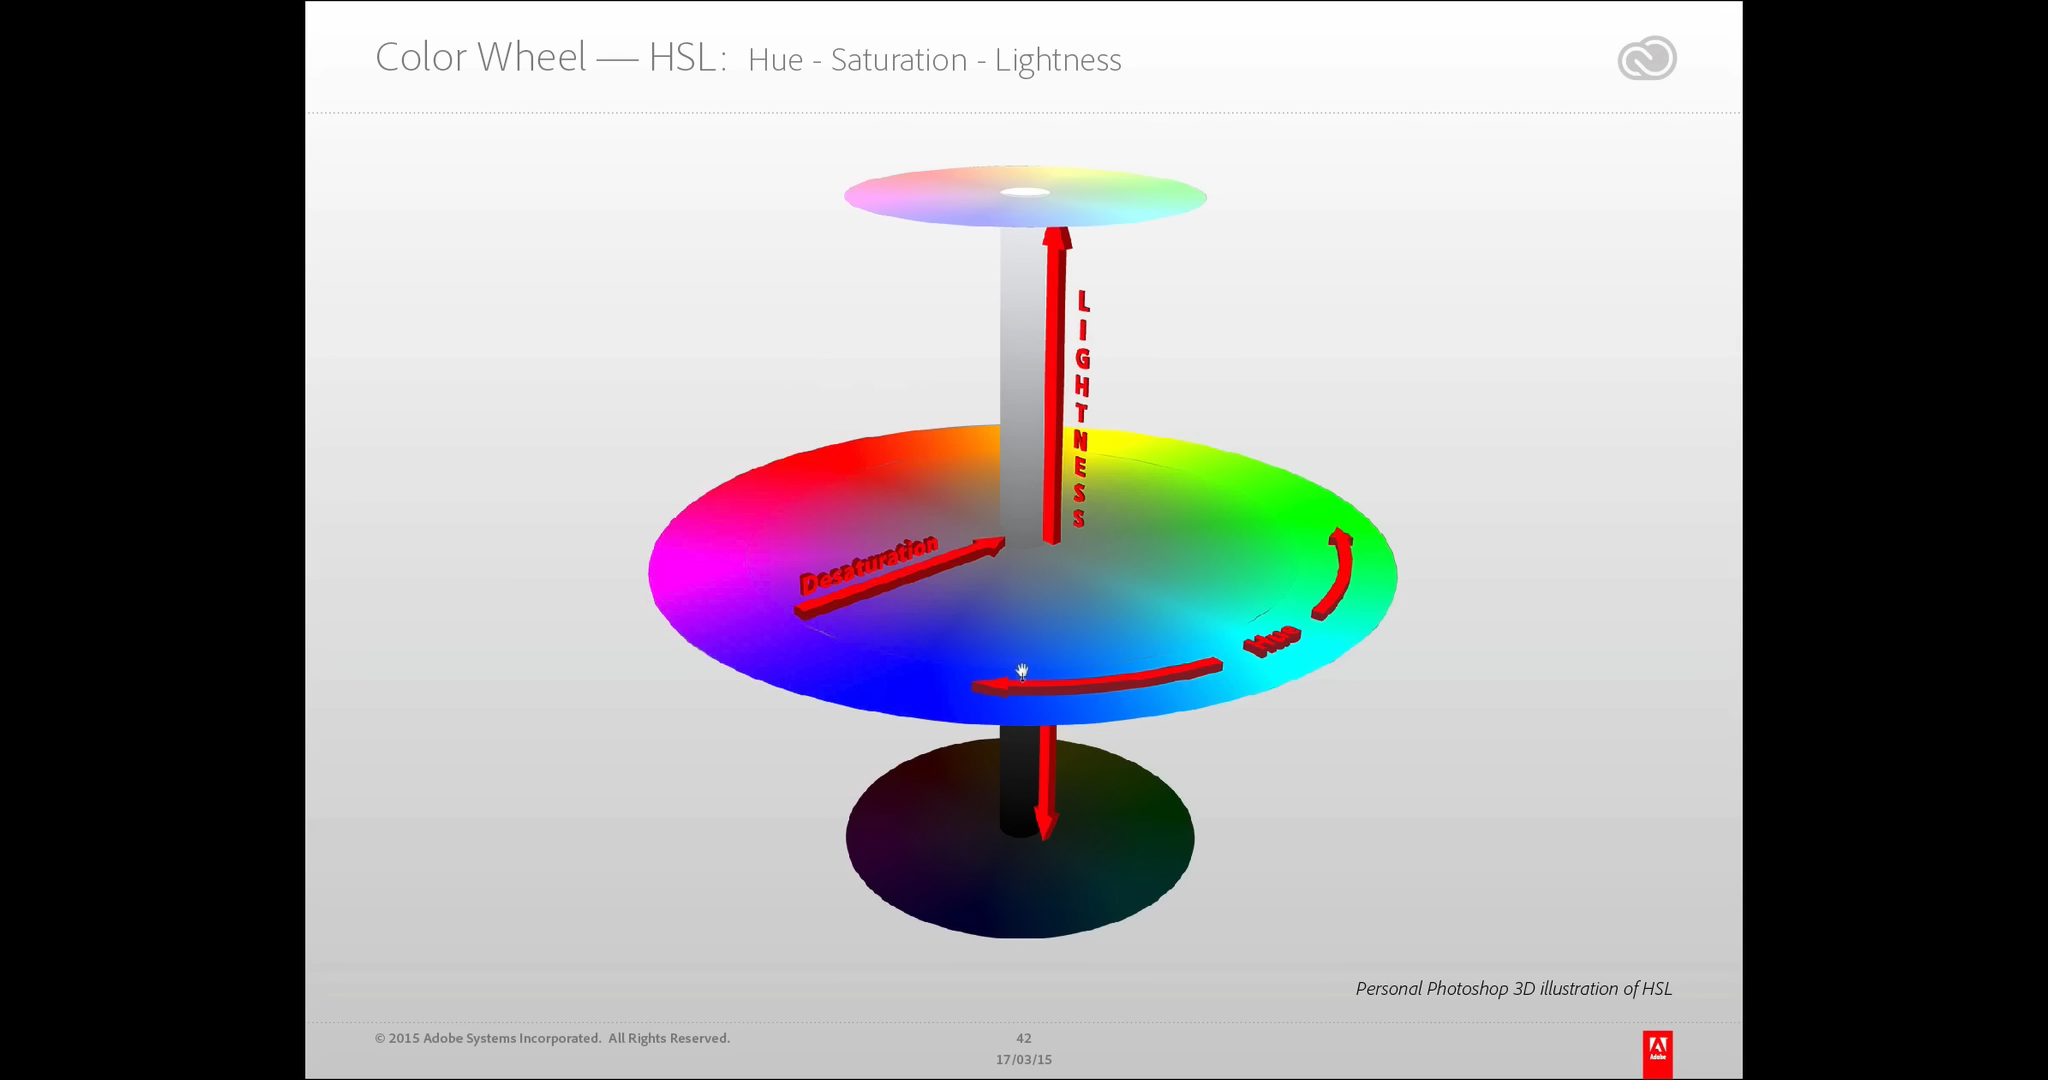 Color Wheel — HSL: Hue - Saturation - Lightness
LIGHTNESS
Desaturation
Hue
Personal Photoshop 3D illustration of HSL
© 2015 Adobe Systems Incorporated. All Rights Reserved.
42
17/03/15
Adobe